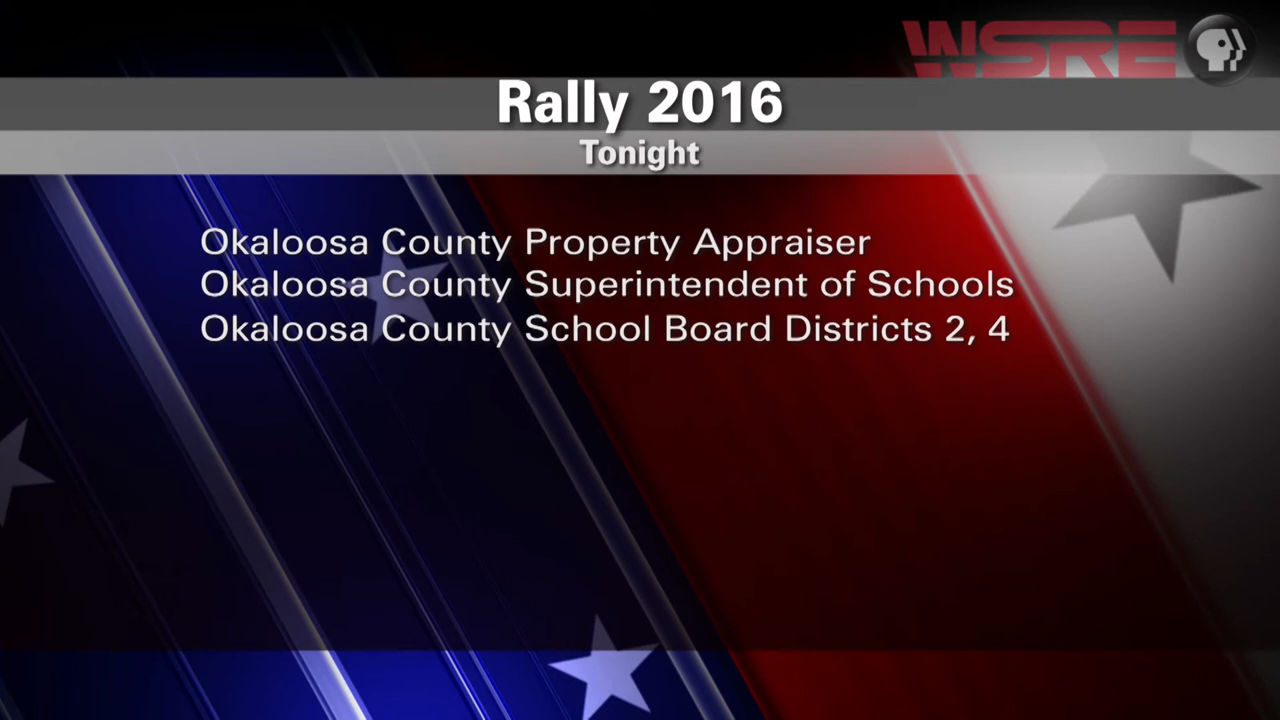 WSRE
Rally 2016
Tonight
Okaloosa County Property Appraiser
Okaloosa County Superintendent of Schools
Okaloosa County School Board Districts 2, 4